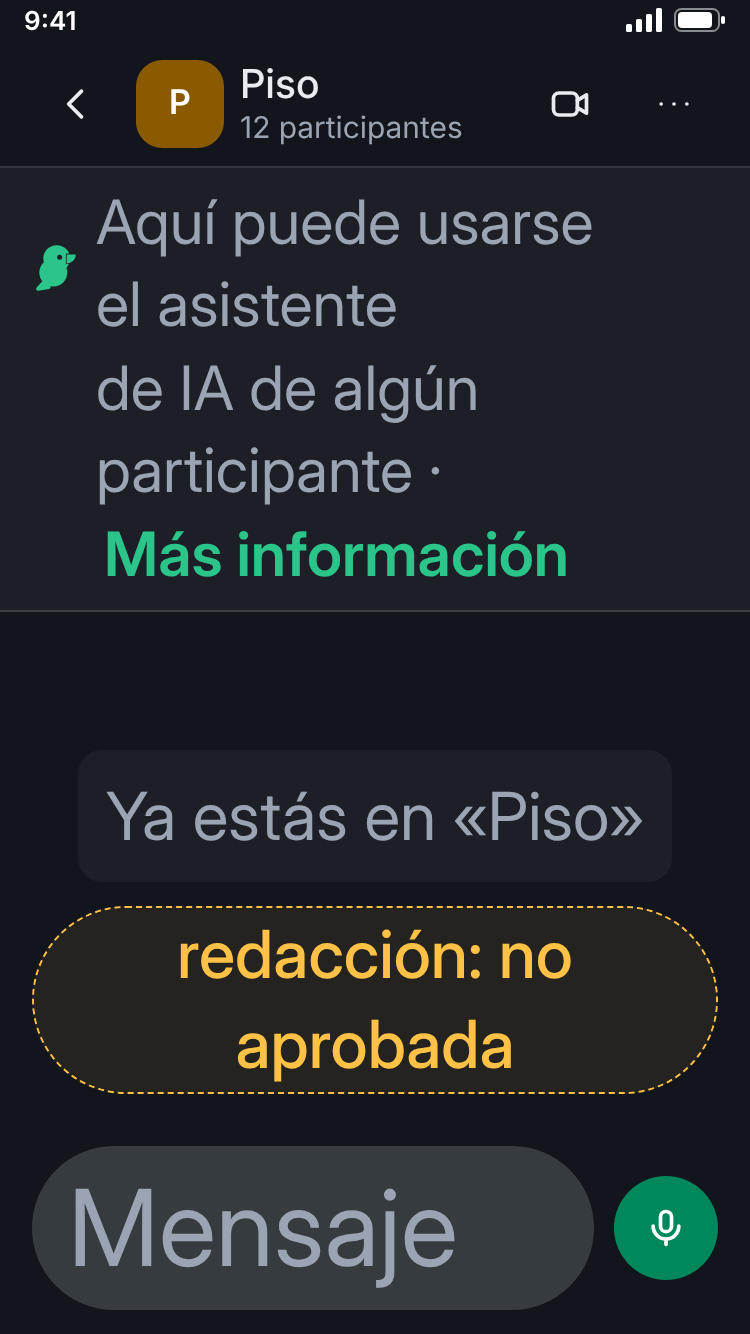 9:41
P
Piso
12 participantes
Aquí puede usarse
el asistente
de IA de algún
participante ·
Más información
Ya estás en «Piso»
redacción: no
aprobada
Mensaje